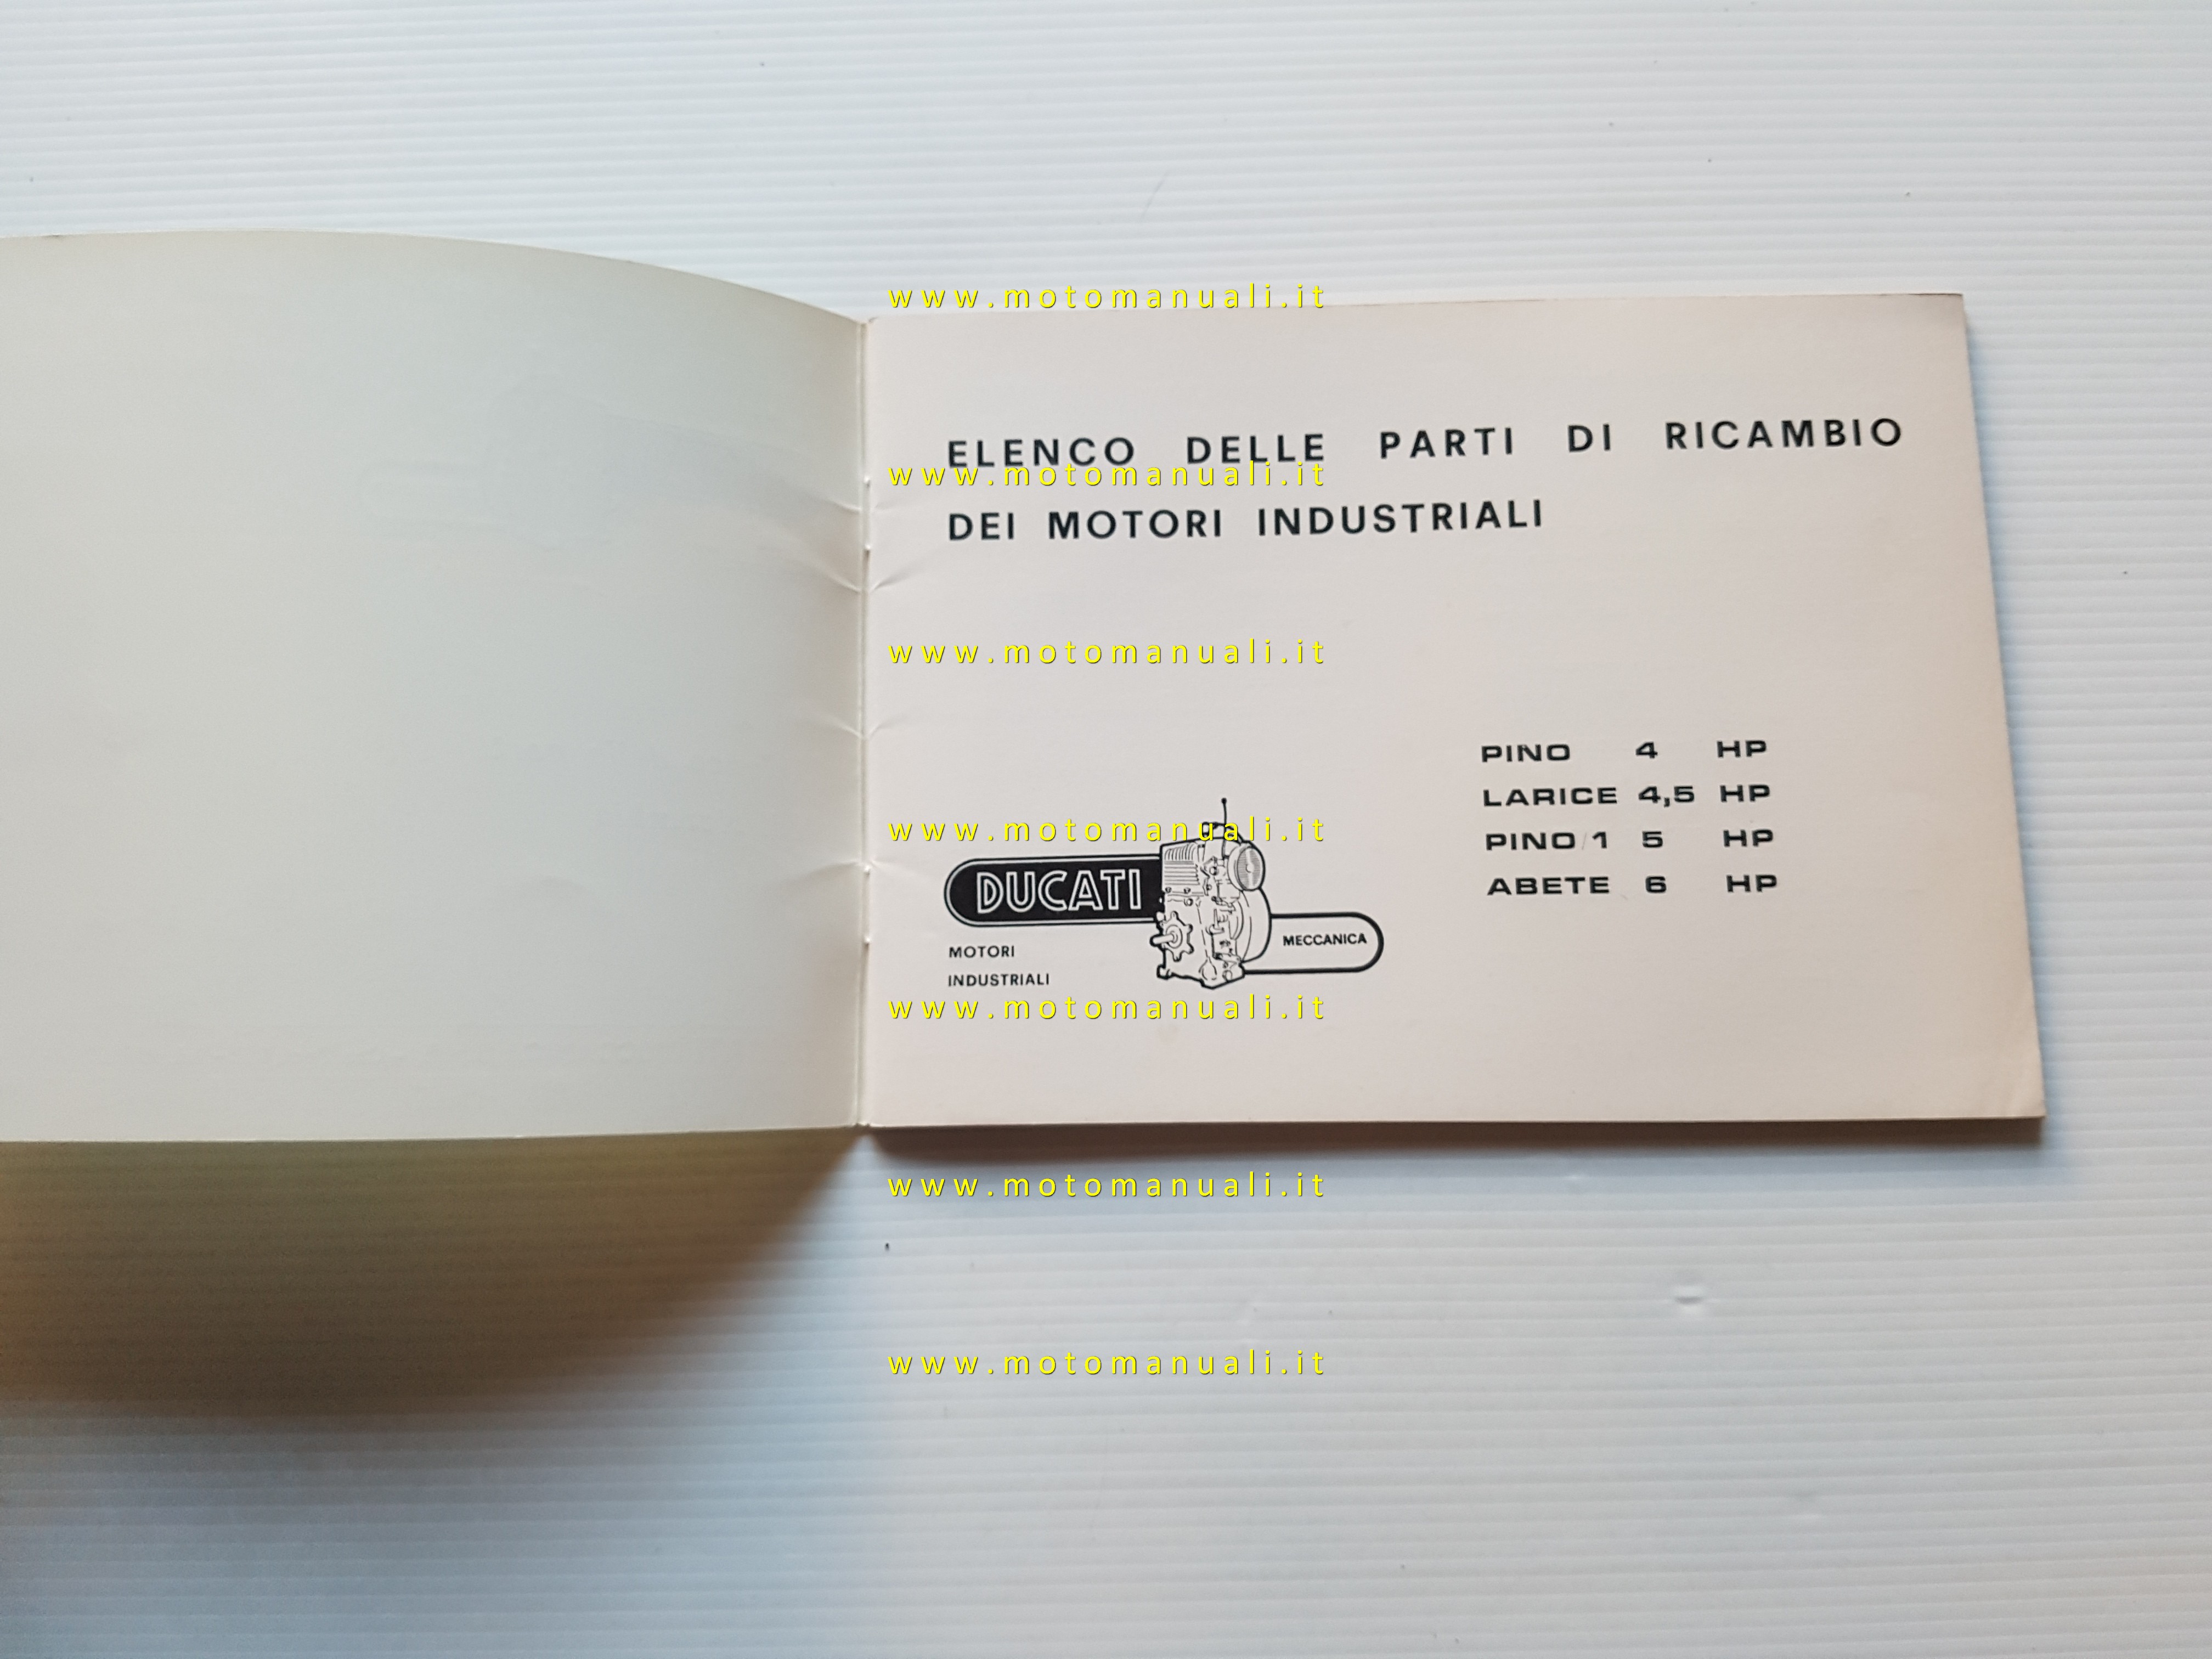 www.motomanuali.it
ELENCO DELLE PARTI DI RICAMBIO
www.motomanuali.it
DEI MOTORI INDUSTRIALI
www.motomanuali.it
PINO 4 HP
LARICE 4,5 HP
PINO/1 5 HP
ABETE 6 HP
www.motomanuali.it
DUCATI
MECCANICA
MOTORI
INDUSTRIALI
www.motomanuali.it
www.motomanuali.it
www.motomanuali.it